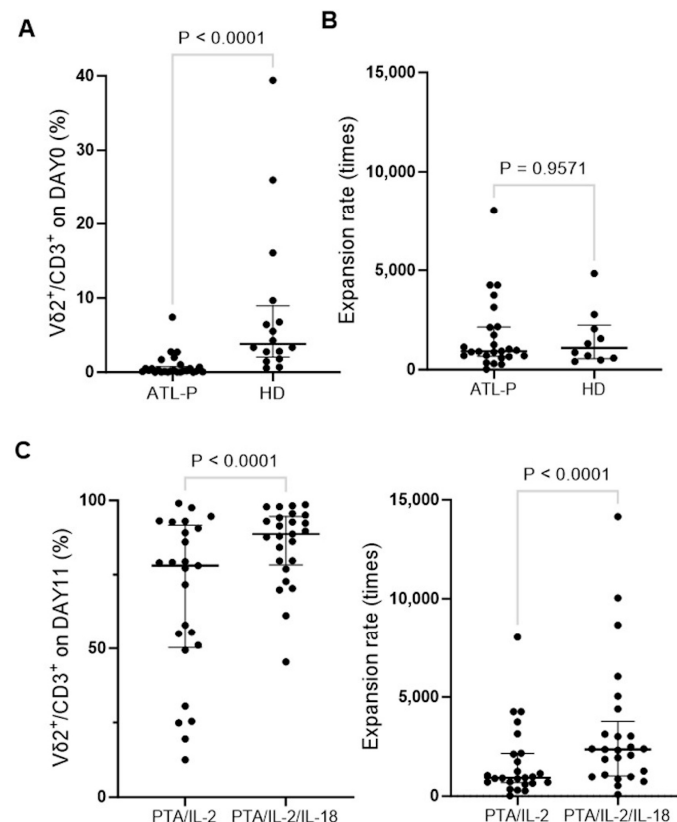 A
P < 0.0001
Vδ2⁺/CD3⁺ on DAY0 (%)
40
30
20
10
0
ATL-P
HD
B
P = 0.9571
Expansion rate (times)
15,000
10,000
5,000
0
ATL-P
HD
C
P < 0.0001
Vδ2⁺/CD3⁺ on DAY11 (%)
100
50
0
PTA/IL-2
PTA/IL-2/IL-18
P < 0.0001
Expansion rate (times)
15,000
10,000
5,000
0
PTA/IL-2
PTA/IL-2/IL-18